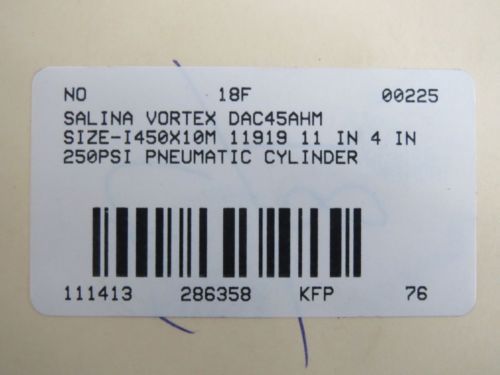 NO 18F 00225
SALINA VORTEX DAC45AHM
SIZE-I450X10M 11919 11 IN 4 IN
250PSI PNEUMATIC CYLINDER
111413 286358 KFP 76